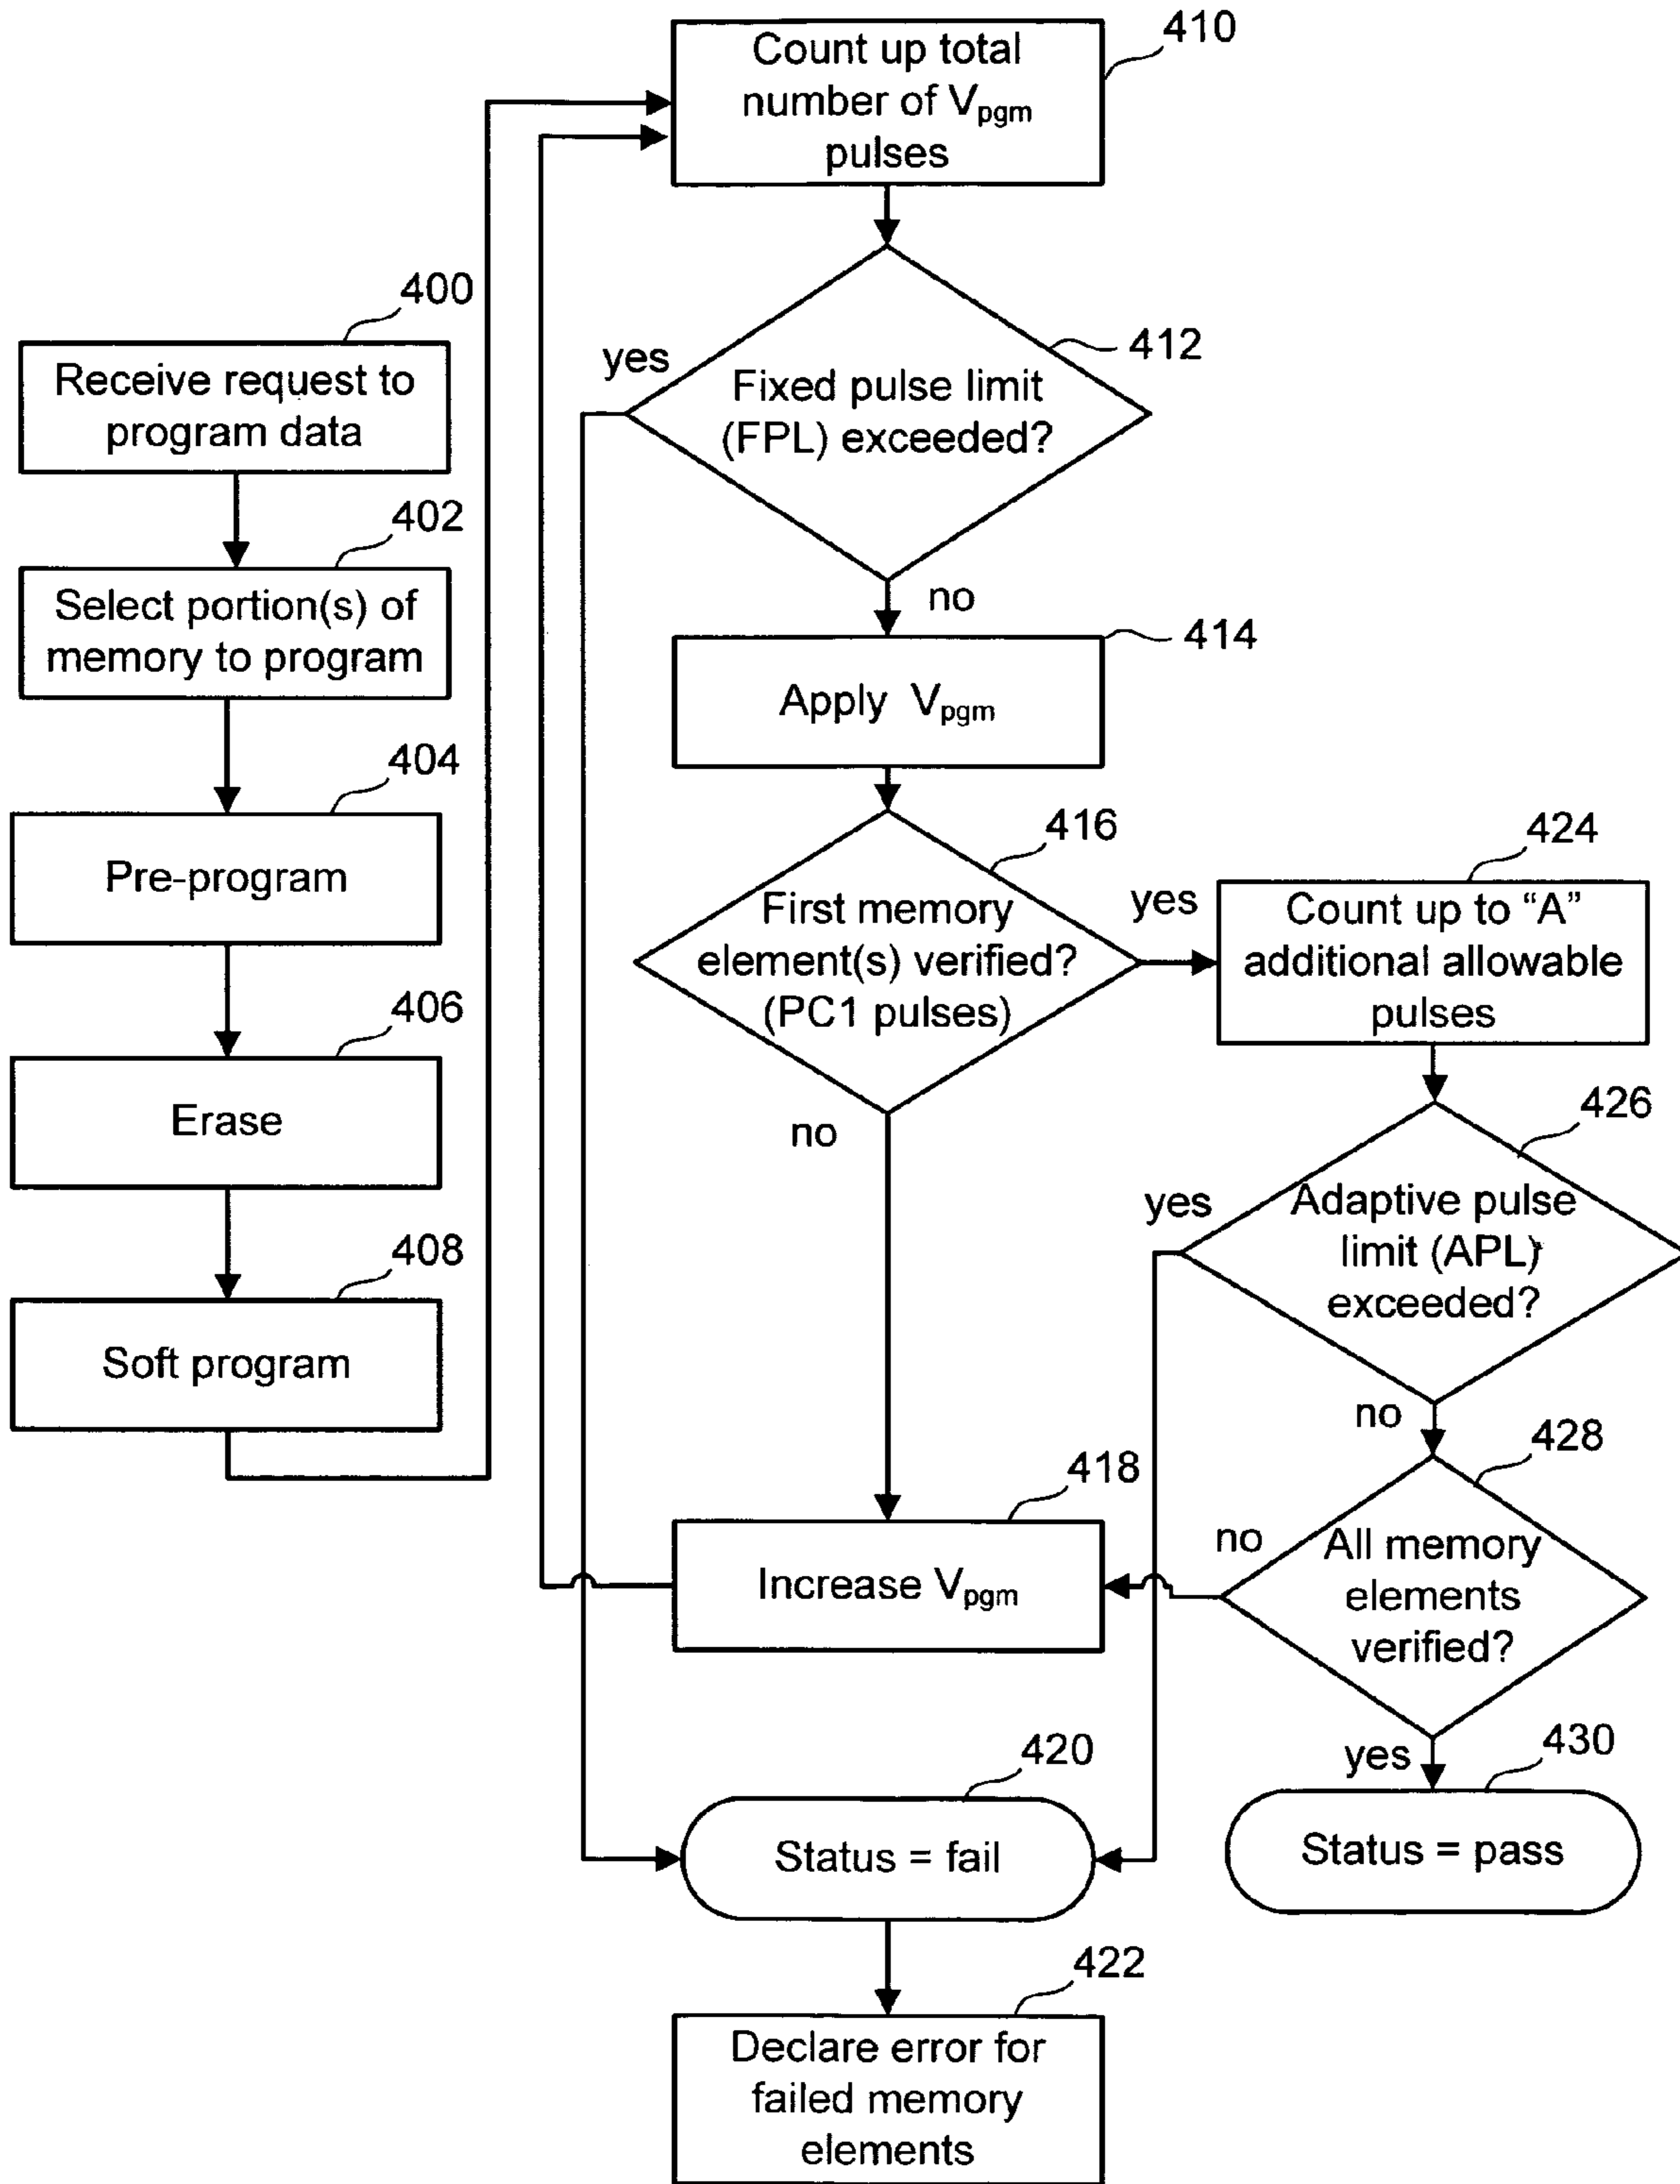 400
Receive request to
program data
402
Select portion(s) of
memory to program
404
Pre-program
406
Erase
408
Soft program
410
Count up total
number of Vpgm
pulses
412
yes
Fixed pulse limit
(FPL) exceeded?
no
414
Apply Vpgm
416
First memory
element(s) verified?
(PC1 pulses)
yes
no
424
Count up to “A”
additional allowable
pulses
426
yes
Adaptive pulse
limit (APL)
exceeded?
no
428
no
All memory
elements
verified?
yes
418
Increase Vpgm
420
Status = fail
430
Status = pass
422
Declare error for
failed memory
elements